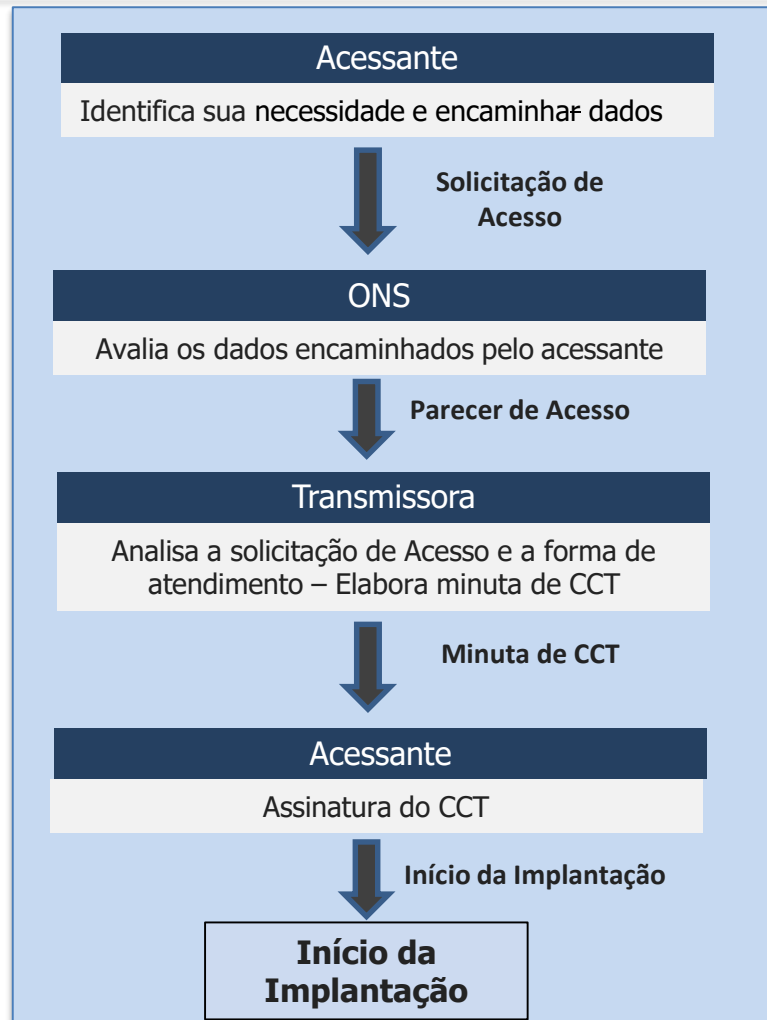 Acessante
Identifica sua necessidade e encaminhar dados
Solicitação de
Acesso
ONS
Avalia os dados encaminhados pelo acessante
Parecer de Acesso
Transmissora
Analisa a solicitação de Acesso e a forma de
atendimento – Elabora minuta de CCT
Minuta de CCT
Acessante
Assinatura do CCT
Início da Implantação
Início da
Implantação